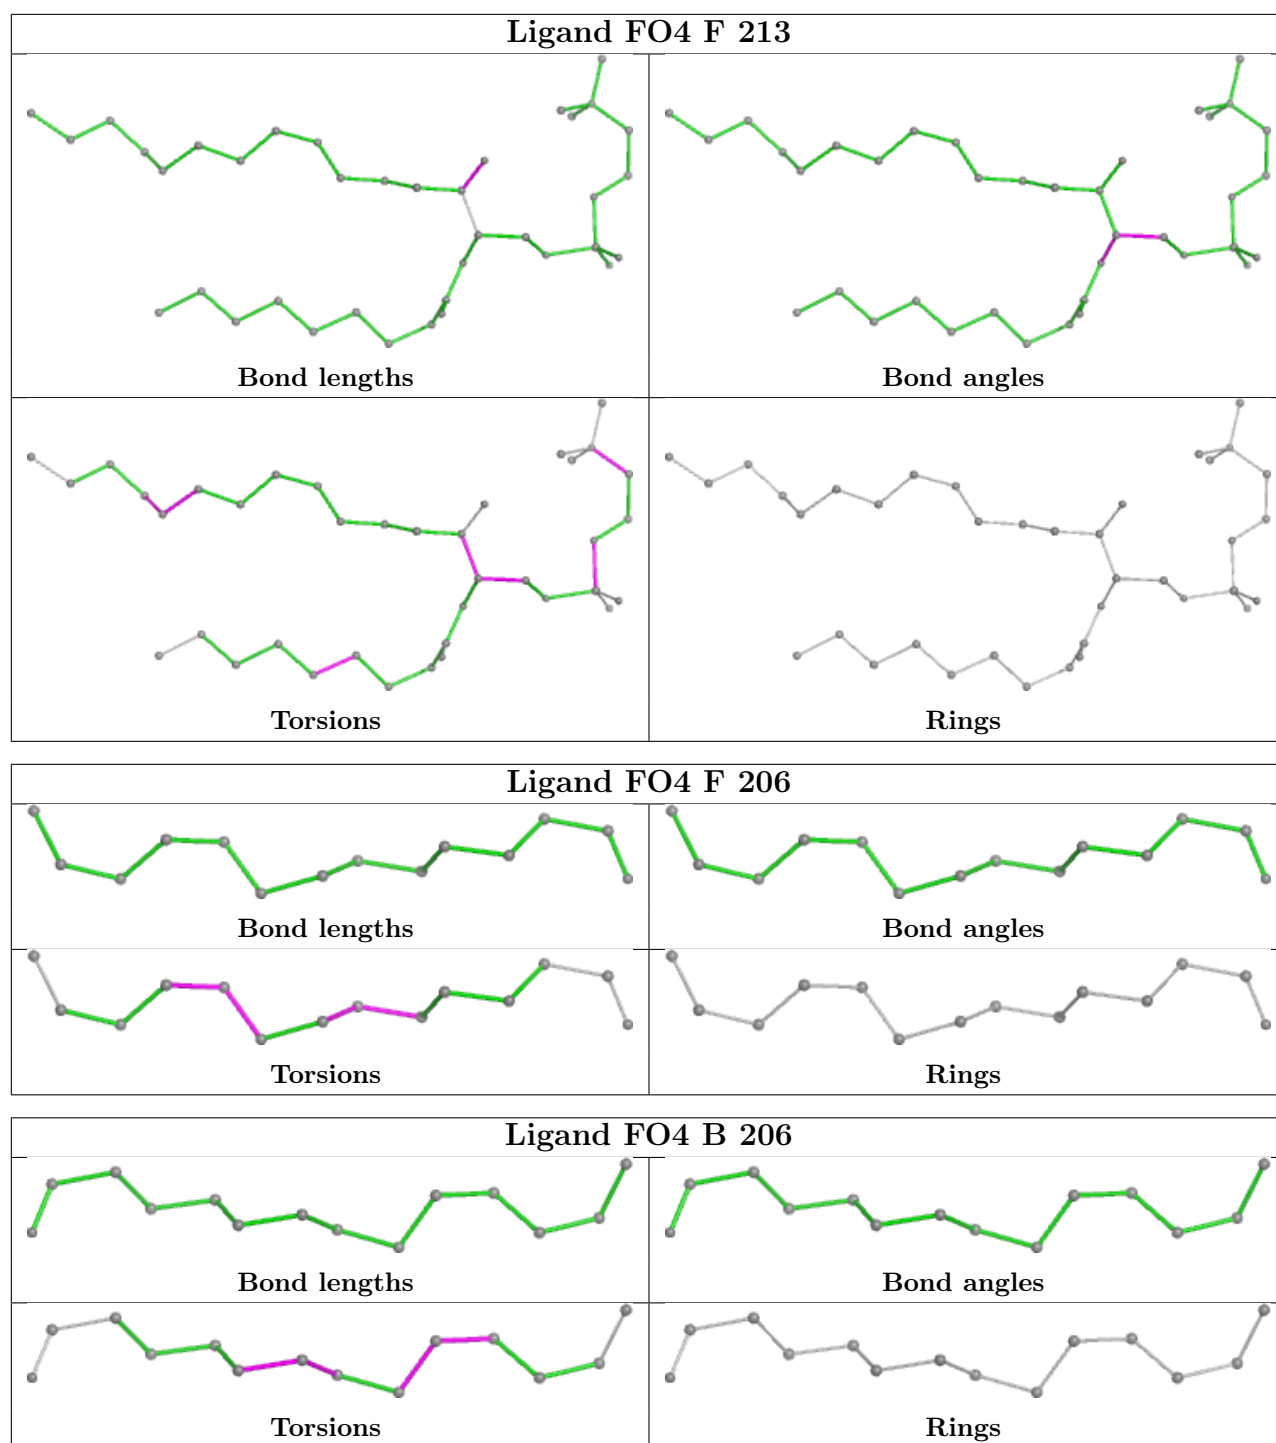 Ligand FO4 F 213
Bond lengths
Bond angles
Torsions
Rings
Ligand FO4 F 206
Bond lengths
Bond angles
Torsions
Rings
Ligand FO4 B 206
Bond lengths
Bond angles
Torsions
Rings